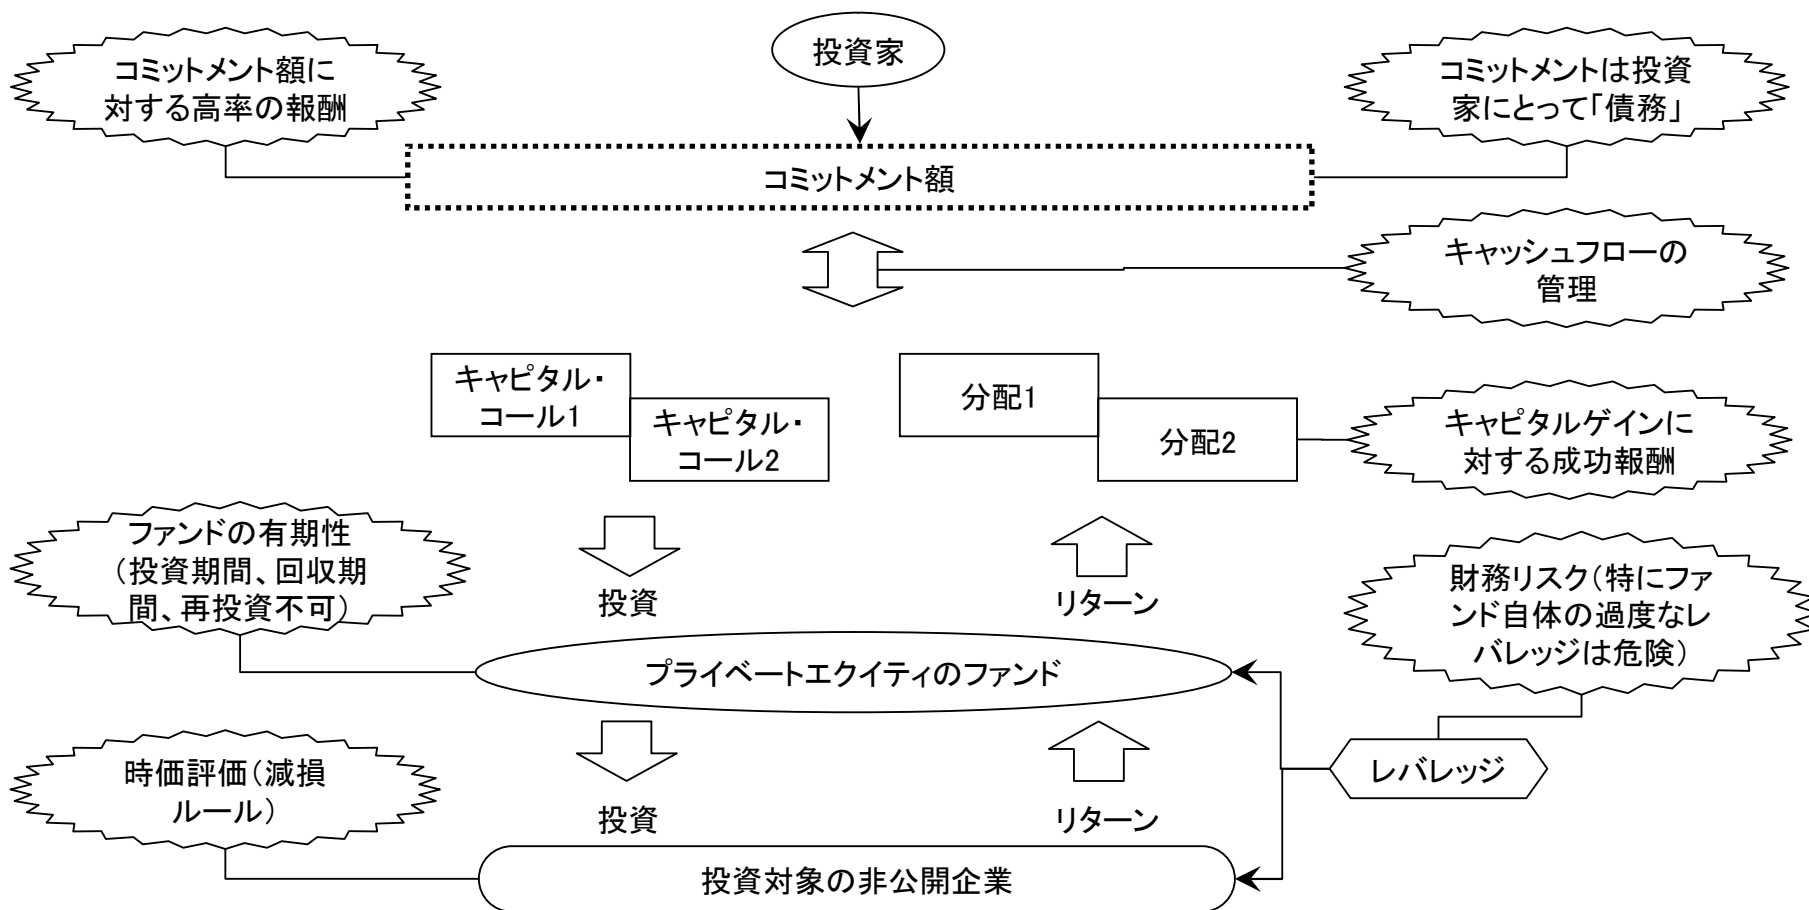 投資家
コミットメント額に
対する高率の報酬
コミットメントは投資
家にとって「債務」
コミットメント額
キャッシュフローの
管理
キャピタル・
コール1
キャピタル・
コール2
分配1
分配2
キャピタルゲインに
対する成功報酬
ファンドの有期性
（投資期間、回収期
間、再投資不可）
投資
リターン
財務リスク（特にファ
ンド自体の過度なレ
バレッジは危険）
プライベートエクイティのファンド
レバレッジ
時価評価（減損
ルール）
投資
リターン
投資対象の非公開企業